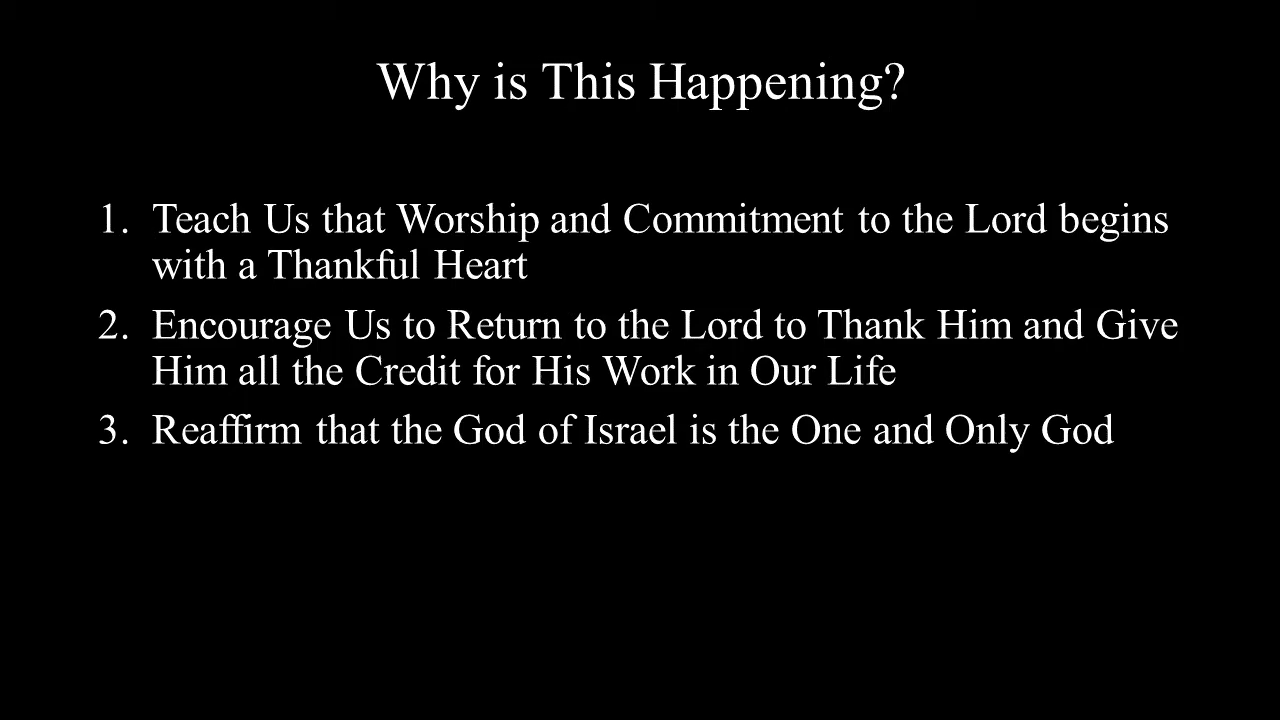 Why is This Happening?
1. Teach Us that Worship and Commitment to the Lord begins
with a Thankful Heart
2. Encourage Us to Return to the Lord to Thank Him and Give
Him all the Credit for His Work in Our Life
3. Reaffirm that the God of Israel is the One and Only God